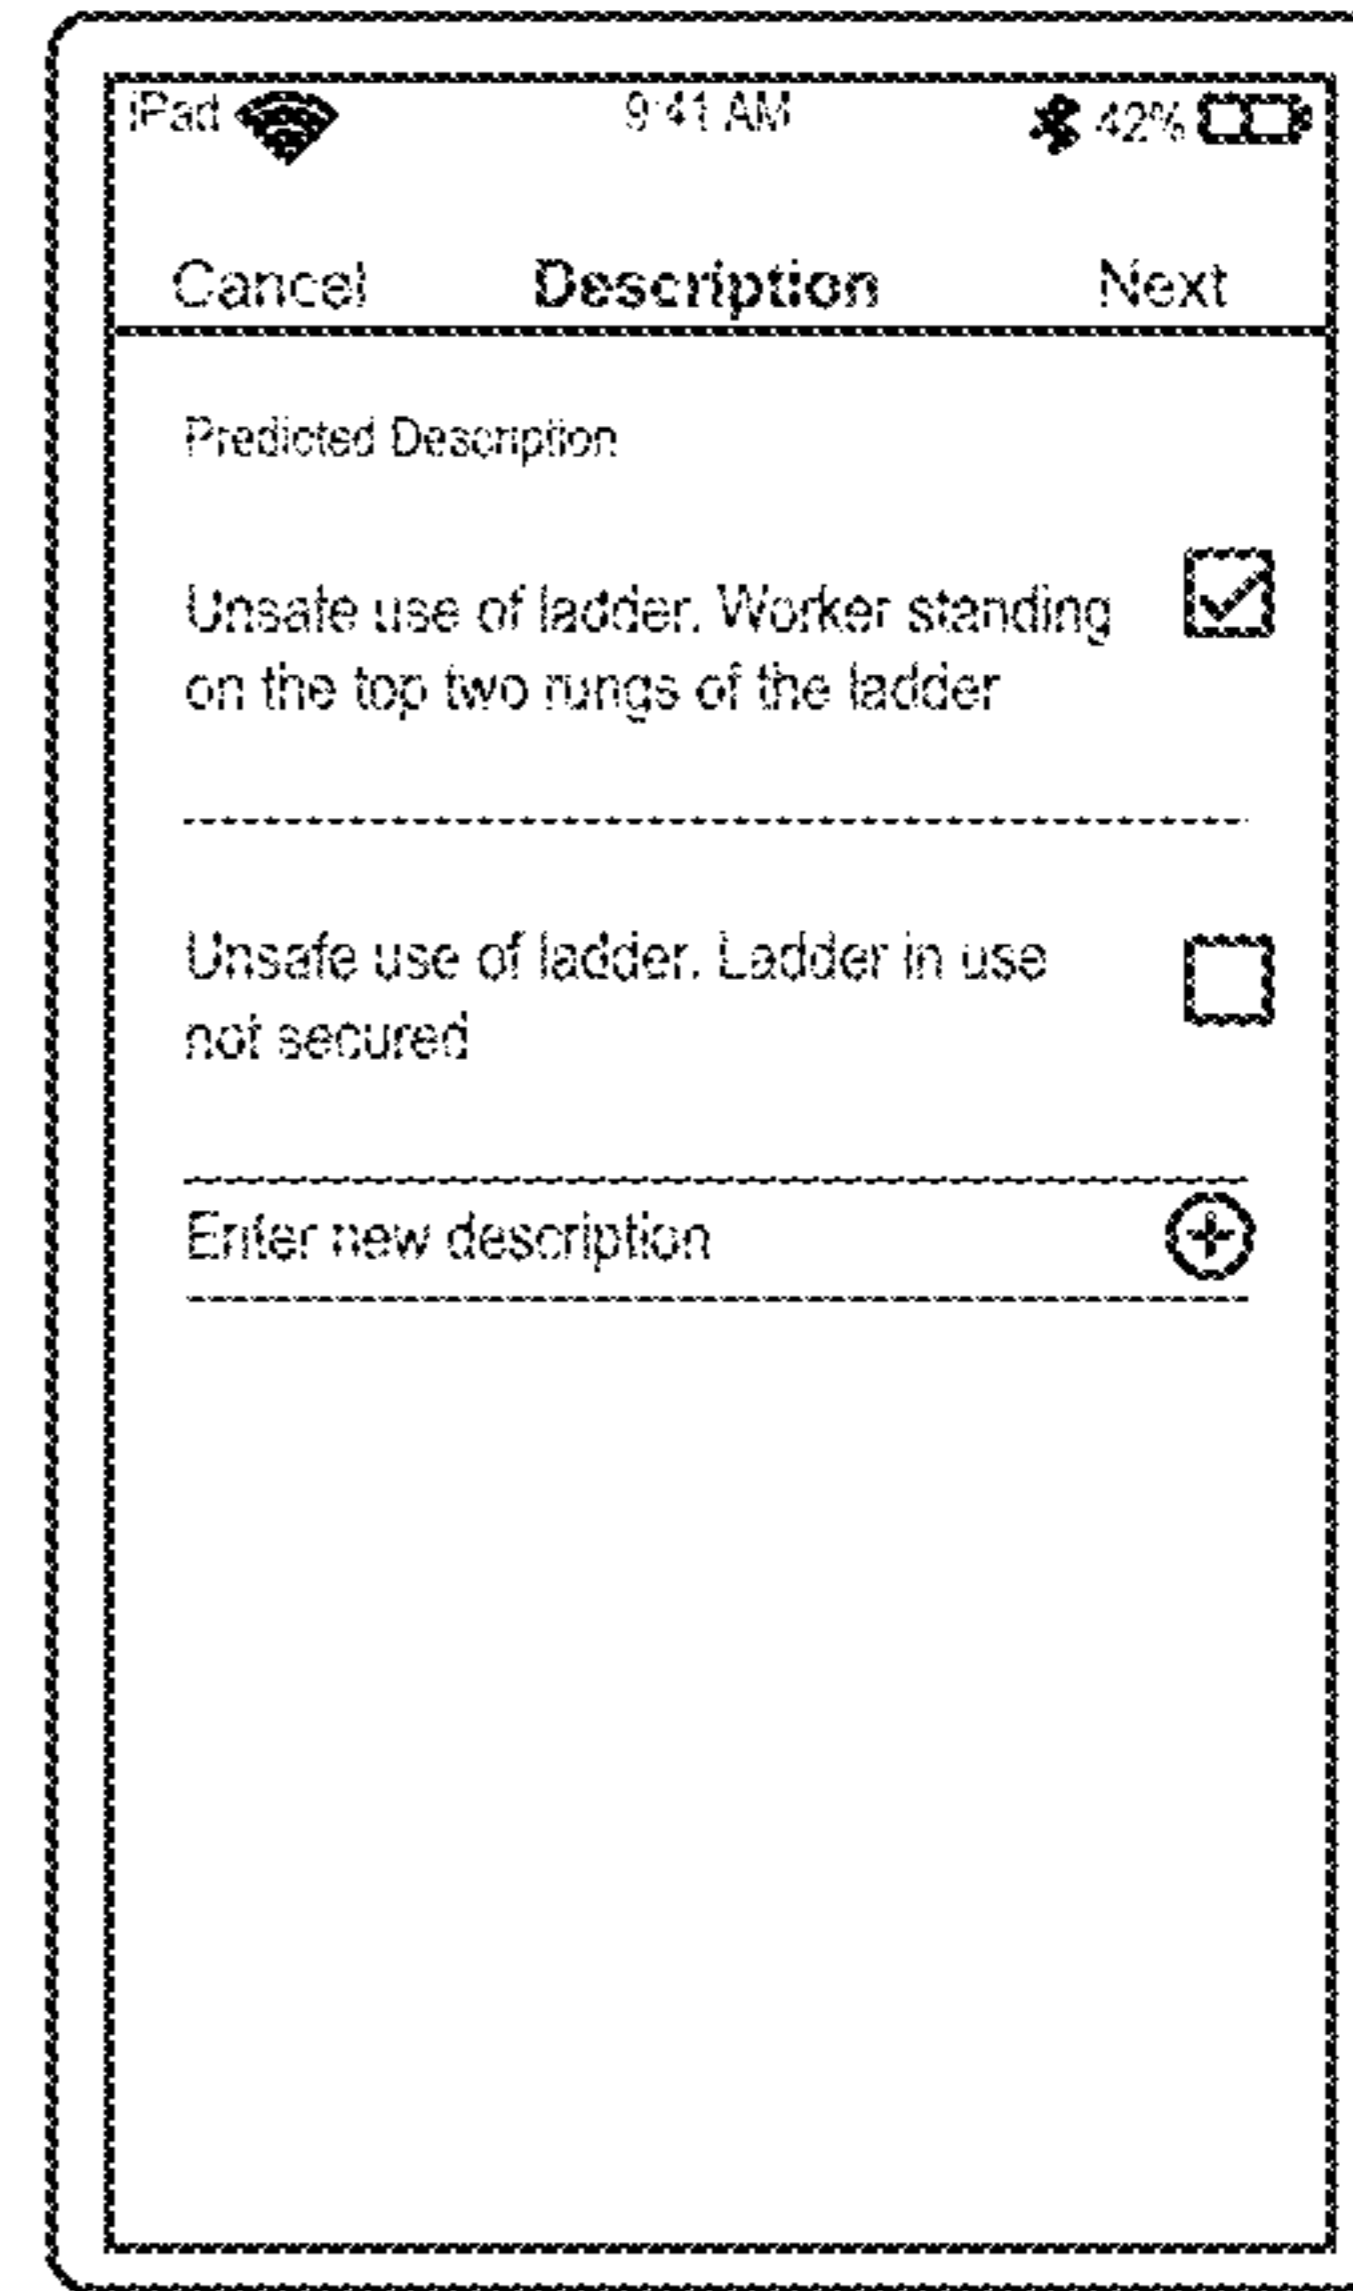 iPad 9:41 AM 42%
Cancel Description Next
Predicted Description
Unsafe use of ladder. Worker standing
on the top two rungs of the ladder
Unsafe use of ladder. Ladder in use
not secured
Enter new description